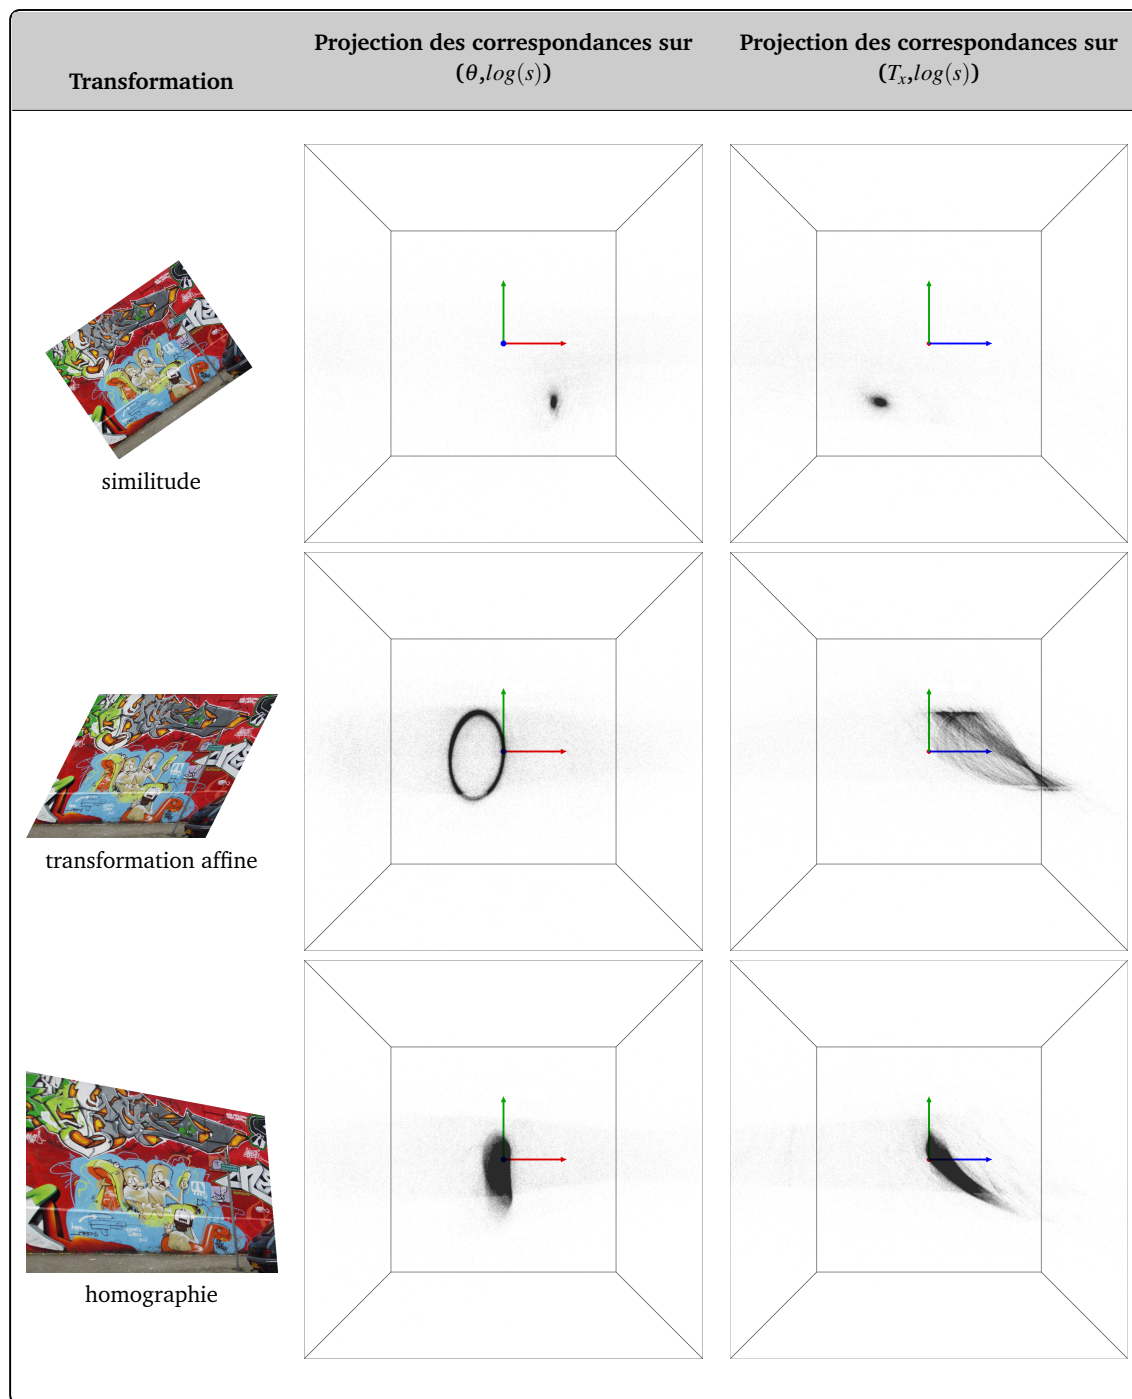 Transformation
Projection des correspondances sur
(θ,log(s))
Projection des correspondances sur
(Tₓ,log(s))
similitude
transformation affine
homographie